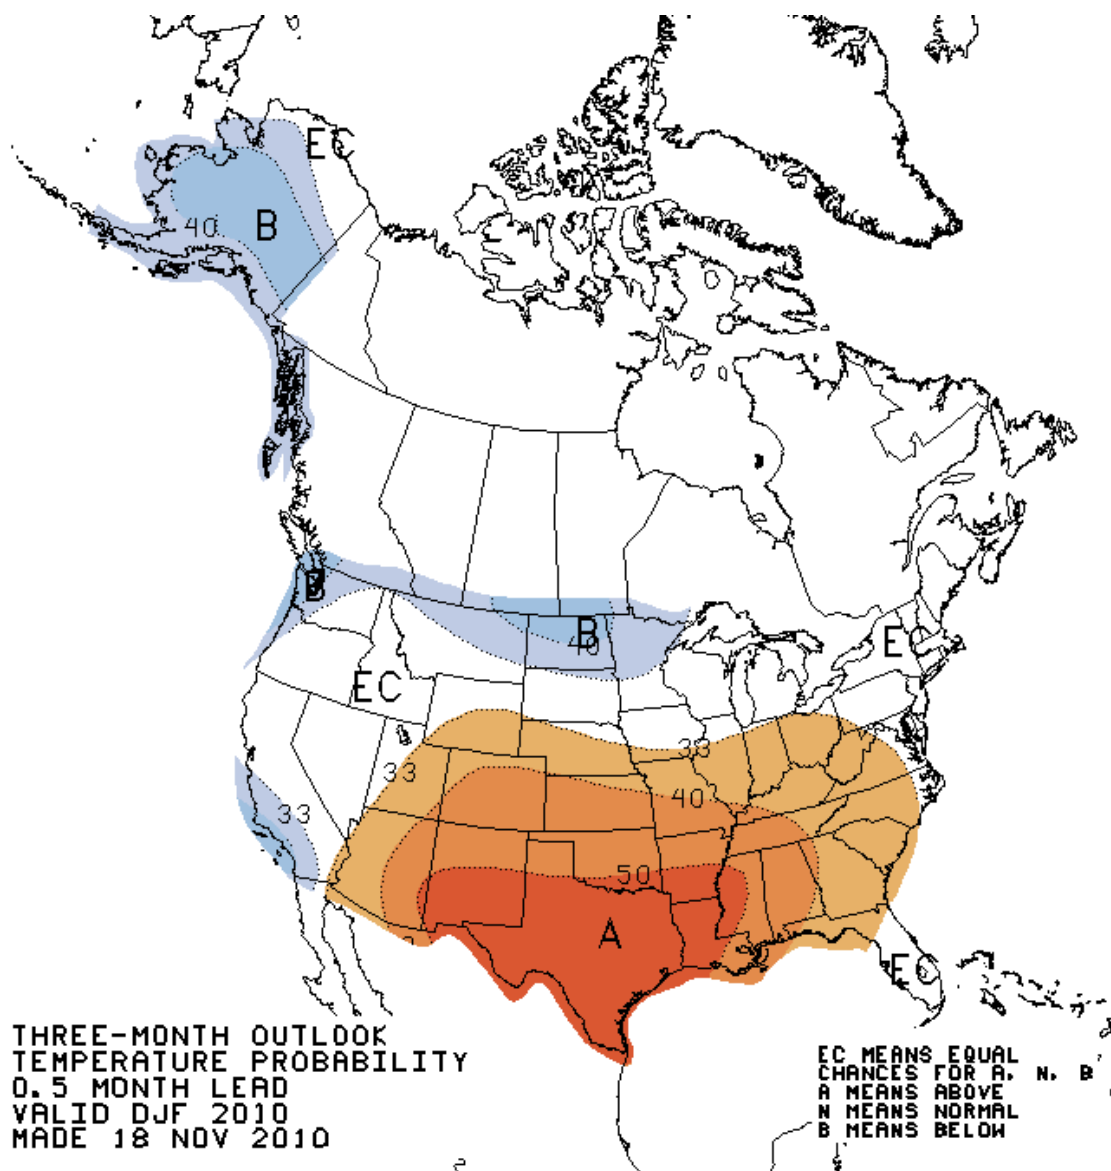 EC
B
40
B
B
40
EC
EC
33
33
40
33
50
A
EC
THREE-MONTH OUTLOOK
TEMPERATURE PROBABILITY
0.5 MONTH LEAD
VALID DJF 2010
MADE 18 NOV 2010
EC MEANS EQUAL
CHANCES FOR A, N, B
A MEANS ABOVE
N MEANS NORMAL
B MEANS BELOW